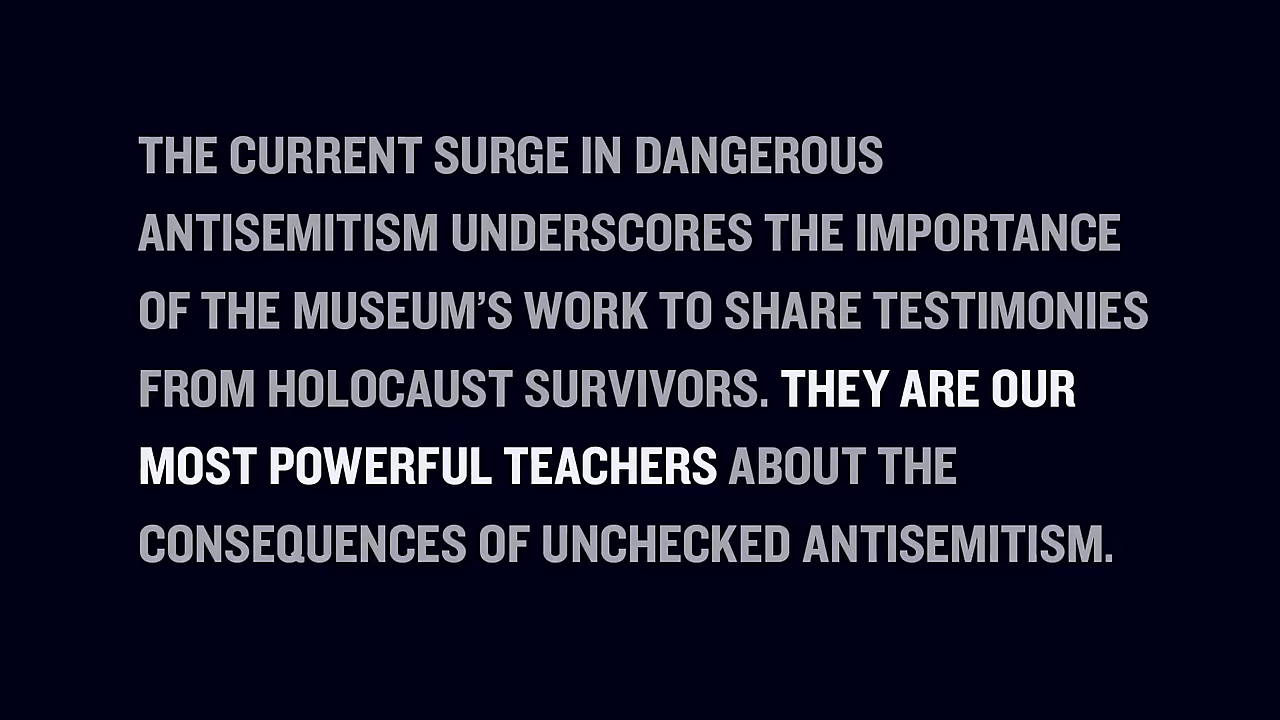 THE CURRENT SURGE IN DANGEROUS
ANTISEMITISM UNDERSCORES THE IMPORTANCE
OF THE MUSEUM’S WORK TO SHARE TESTIMONIES
FROM HOLOCAUST SURVIVORS. THEY ARE OUR
MOST POWERFUL TEACHERS ABOUT THE
CONSEQUENCES OF UNCHECKED ANTISEMITISM.